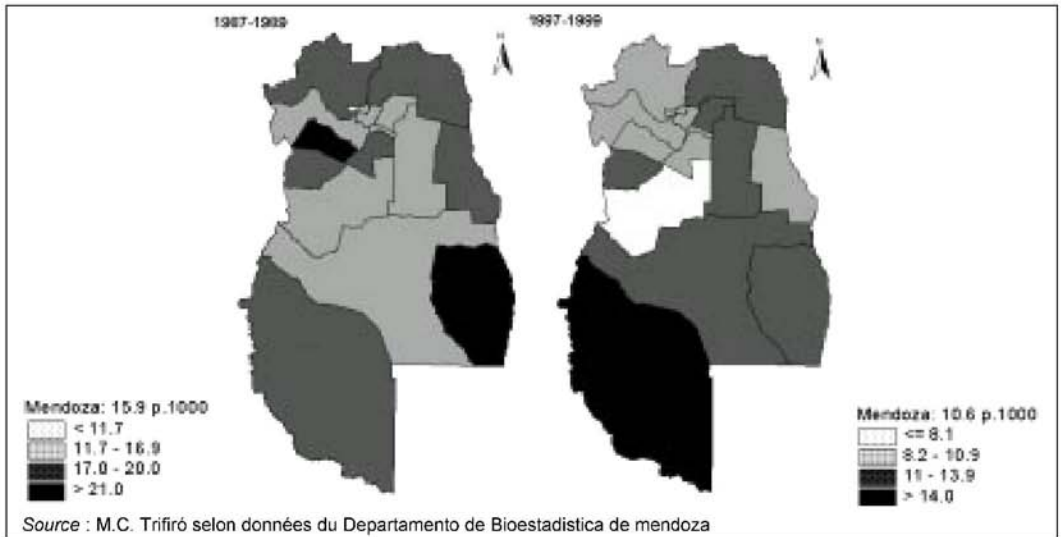 1987-1989
1997-1999
N
N
Mendoza: 15.9 p.1000
< 11.7
11.7 - 16.9
17.0 - 20.0
> 21.0
Mendoza: 10.6 p.1000
<= 8.1
8.2 - 10.9
11 - 13.9
> 14.0
Source : M.C. Trifiró selon données du Departamento de Bioestadistica de mendoza